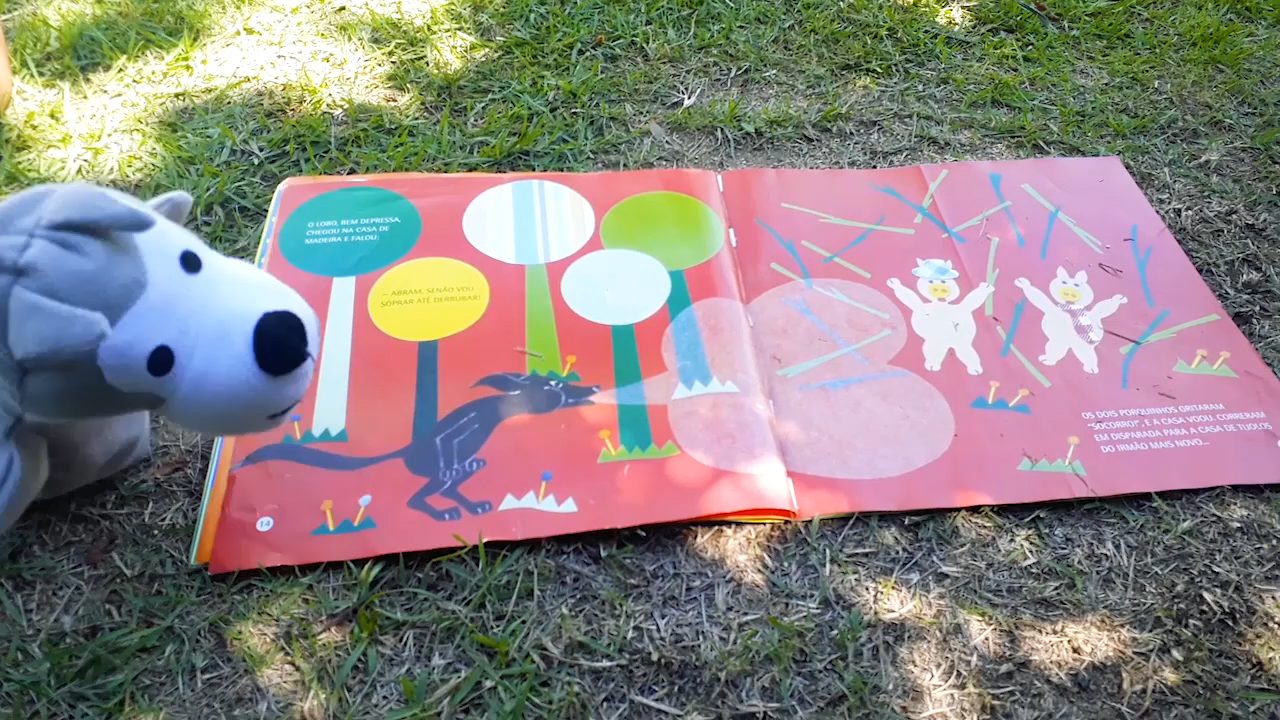 O LOBO, BEM DEPRESSA,
CHEGOU NA CASA DE
MADEIRA E FALOU:
— ABRAM, SENÃO VOU
SOPRAR ATÉ DERRUBAR!
14
OS DOIS PORQUINHOS GRITARAM
"SOCORRO!", E A CASA VOOU. CORRERAM
EM DISPARADA PARA A CASA DE TIJOLOS
DO IRMÃO MAIS NOVO...